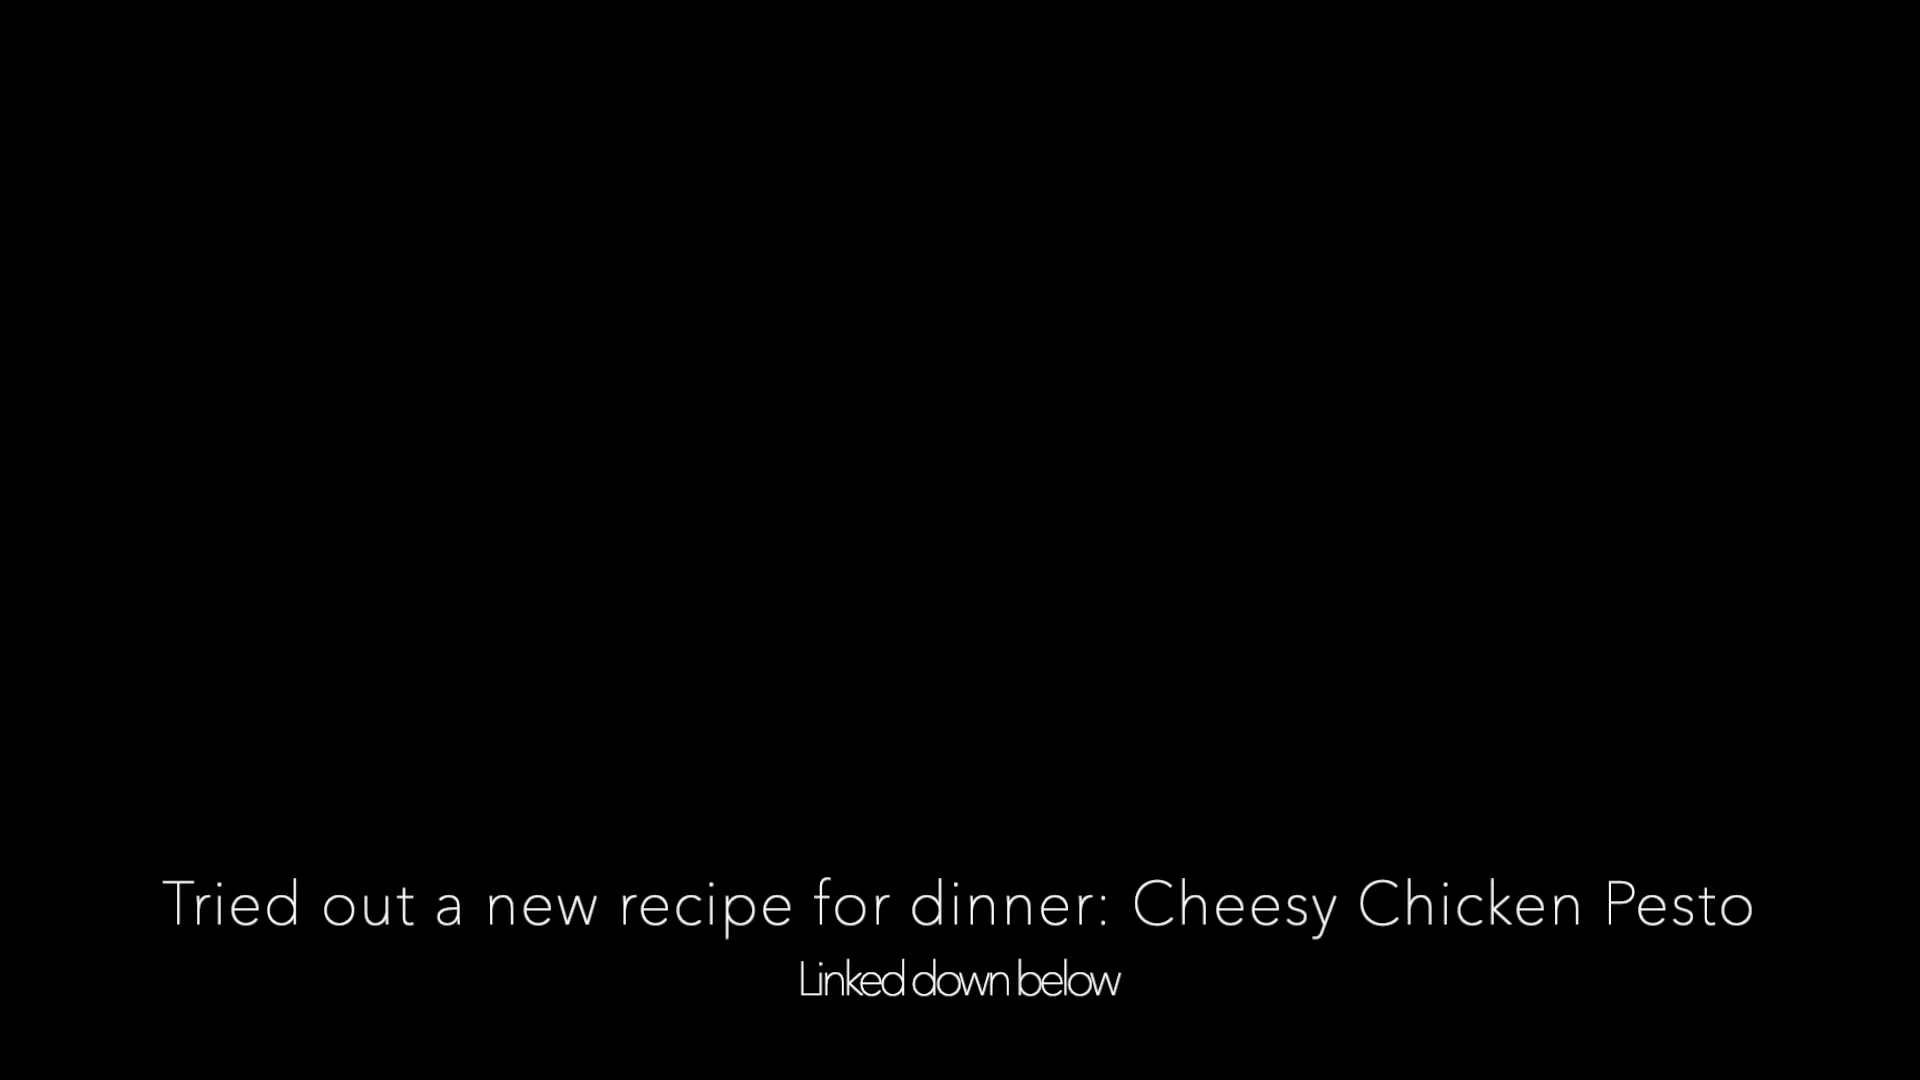 Tried out a new recipe for dinner: Cheesy Chicken Pesto
Linked down below